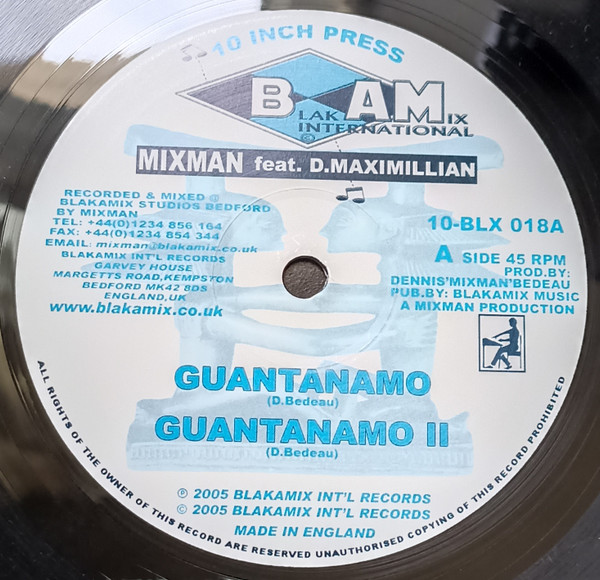 10 INCH PRESS
BLAK AMIX
INTERNATIONAL
©
MIXMAN feat. D.MAXIMILLIAN
RECORDED & MIXED @
BLAKAMIX STUDIOS BEDFORD
BY MIXMAN
TEL: +44(0)1234 856 164
FAX: +44(0)1234 854 344
EMAIL: mixman@blakamix.co.uk
BLAKAMIX INT'L RECORDS
GARVEY HOUSE
MARGETTS ROAD,KEMPSTON
BEDFORD MK42 8DS
ENGLAND,UK
www.blakamix.co.uk
10-BLX 018A
A SIDE 45 RPM
PROD.BY:
DENNIS'MIXMAN'BEDEAU
PUB.BY: BLAKAMIX MUSIC
A MIXMAN PRODUCTION
GUANTANAMO
(D.Bedeau)
GUANTANAMO II
(D.Bedeau)
℗ 2005 BLAKAMIX INT'L RECORDS
© 2005 BLAKAMIX INT'L RECORDS
MADE IN ENGLAND
ALL RIGHTS OF THE OWNER OF THIS RECORD ARE RESERVED UNAUTHORISED COPYING OF THIS RECORD PROHIBITED